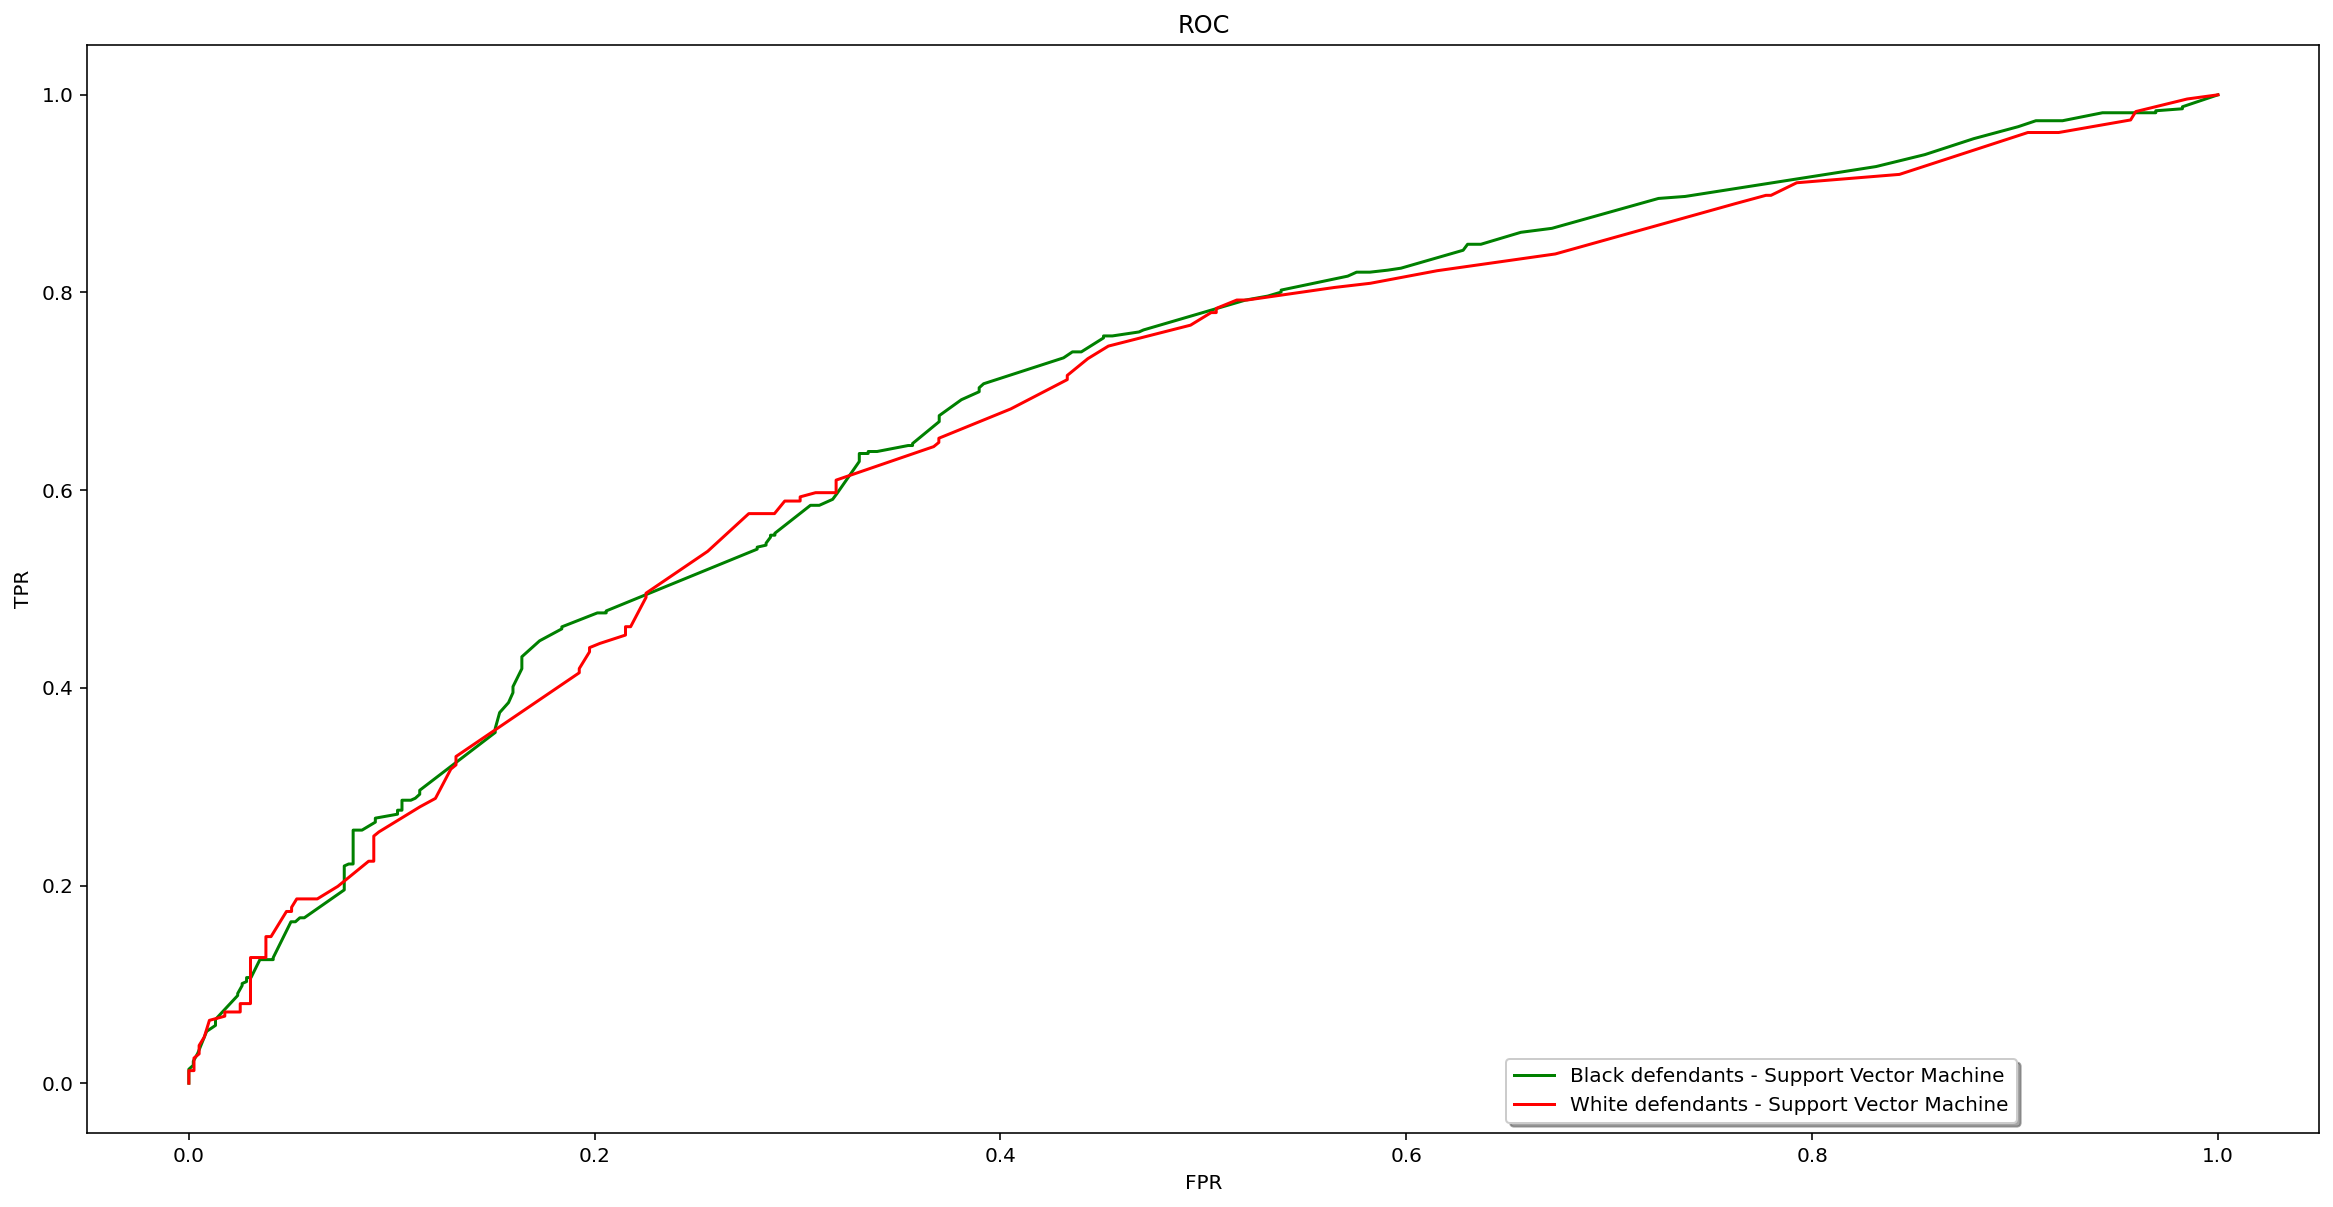 ROC
1.0
0.8
0.6
0.4
0.2
0.0
TPR
0.0 0.2 0.4 0.6 0.8 1.0
FPR
Black defendants - Support Vector Machine
White defendants - Support Vector Machine